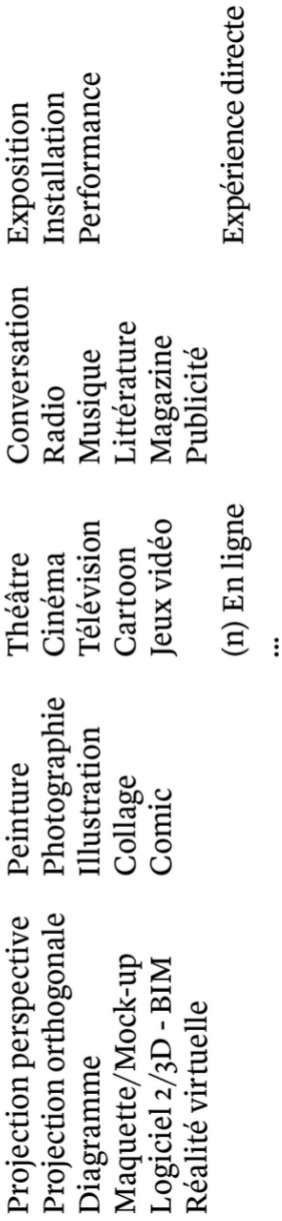 Projection perspective
Projection orthogonale
Diagramme
Maquette/Mock-up
Logiciel 2/3D - BIM
Réalité virtuelle
Peinture
Photographie
Illustration
Collage
Comic
Théâtre
Cinéma
Télévision
Cartoon
Jeux vidéo
(n) En ligne
...
Conversation
Radio
Musique
Littérature
Magazine
Publicité
Exposition
Installation
Performance
Expérience directe